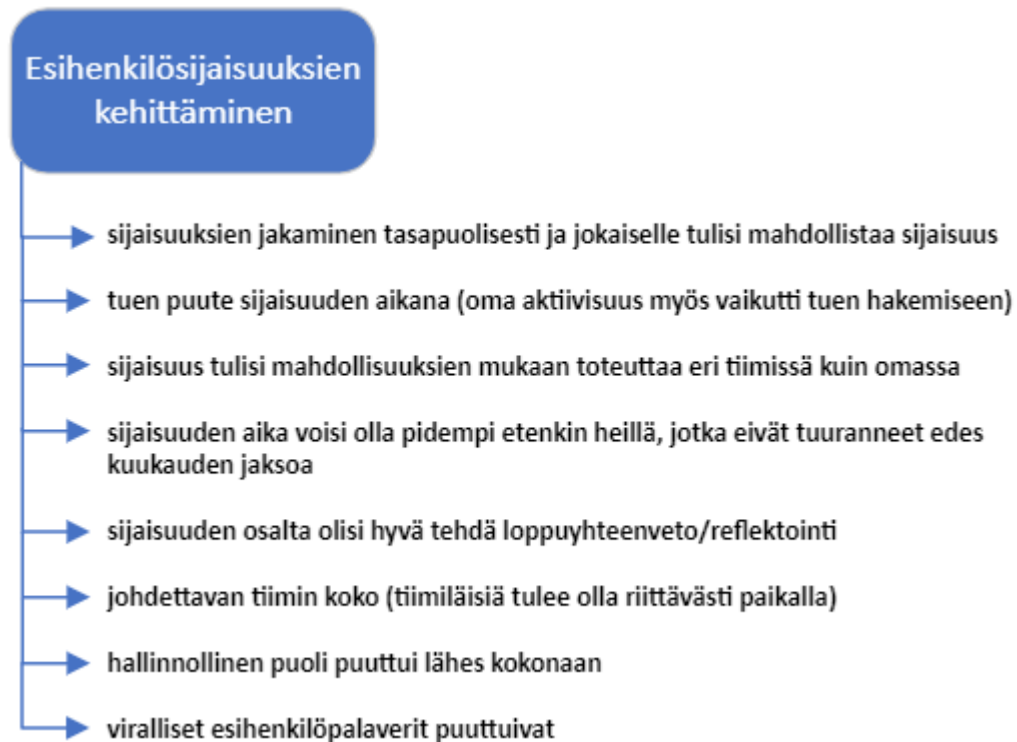 Esihenkilösijaisuuksien
kehittäminen
sijaisuuksien jakaminen tasapuolisesti ja jokaiselle tulisi mahdollistaa sijaisuus
tuen puute sijaisuuden aikana (oma aktiivisuus myös vaikutti tuen hakemiseen)
sijaisuus tulisi mahdollisuuksien mukaan toteuttaa eri tiimissä kuin omassa
sijaisuuden aika voisi olla pidempi etenkin heillä, jotka eivät tuuranneet edes
kuukauden jaksoa
sijaisuuden osalta olisi hyvä tehdä loppuyhteenveto/reflektointi
johdettavan tiimin koko (tiimiläisiä tulee olla riittävästi paikalla)
hallinnollinen puoli puuttui lähes kokonaan
viralliset esihenkilöpalaverit puuttuivat